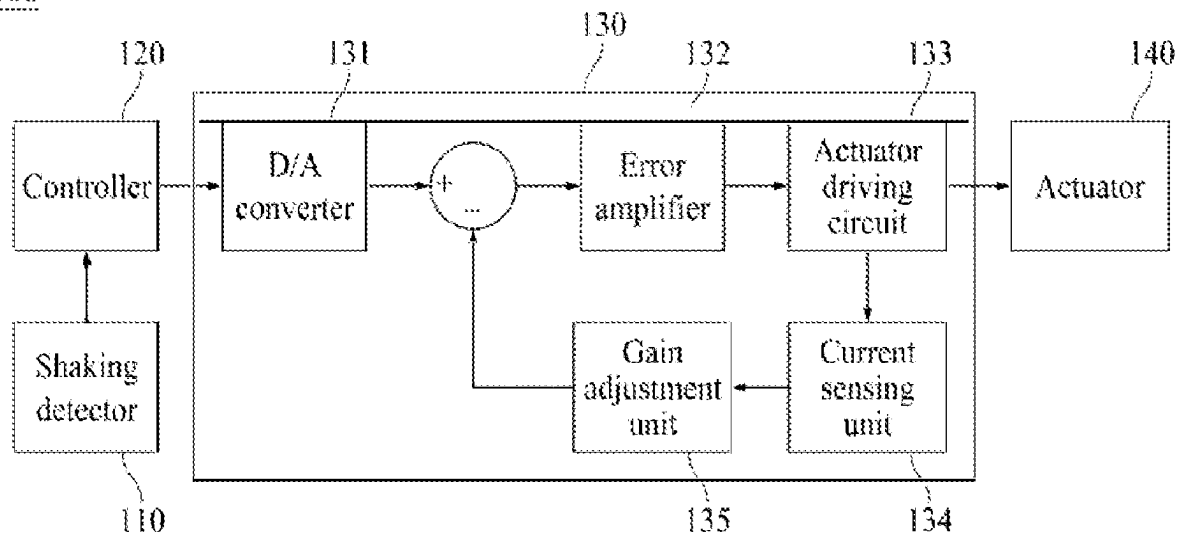 130
120
131
132
133
140
Controller
D/A
converter
+
...
Error
amplifier
Actuator
driving
circuit
Actuator
Shaking
detector
Gain
adjustment
unit
Current
sensing
unit
110
135
134